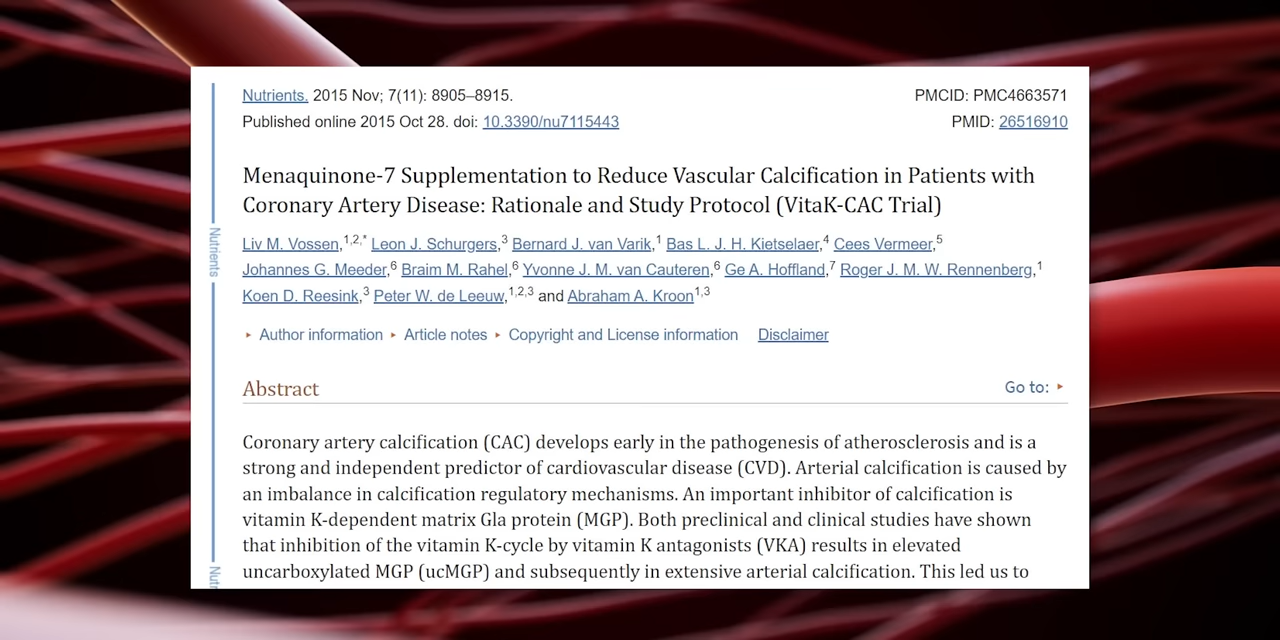 Nutrients. 2015 Nov; 7(11): 8905–8915.
PMCID: PMC4663571
Published online 2015 Oct 28. doi: 10.3390/nu7115443
PMID: 26516910
Menaquinone-7 Supplementation to Reduce Vascular Calcification in Patients with
Coronary Artery Disease: Rationale and Study Protocol (VitaK-CAC Trial)
Liv M. Vossen,1,2,* Leon J. Schurgers,3 Bernard J. van Varik,1 Bas L. J. H. Kietselaer,4 Cees Vermeer,5
Johannes G. Meeder,6 Braim M. Rahel,6 Yvonne J. M. van Cauteren,6 Ge A. Hoffland,7 Roger J. M. W. Rennenberg,1
Koen D. Reesink,3 Peter W. de Leeuw,1,2,3 and Abraham A. Kroon1,3
▸ Author information ▸ Article notes ▸ Copyright and License information Disclaimer
Abstract
Go to: ▸
Coronary artery calcification (CAC) develops early in the pathogenesis of atherosclerosis and is a
strong and independent predictor of cardiovascular disease (CVD). Arterial calcification is caused by
an imbalance in calcification regulatory mechanisms. An important inhibitor of calcification is
vitamin K-dependent matrix Gla protein (MGP). Both preclinical and clinical studies have shown
that inhibition of the vitamin K-cycle by vitamin K antagonists (VKA) results in elevated
uncarboxylated MGP (ucMGP) and subsequently in extensive arterial calcification. This led us to
Nutrients
Nutr